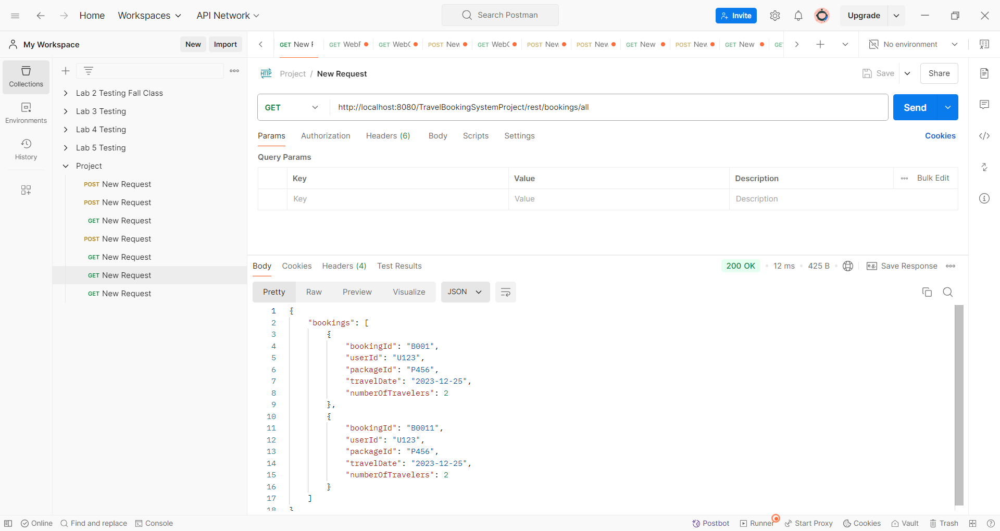 Home Workspaces API Network Search Postman Invite Upgrade
My Workspace New Import GET New GET WebF GET WebC POST New GET WebC POST New POST New GET New POST New GET New GET No environment
Collections
Environments
History
Lab 2 Testing Fall Class
Lab 3 Testing
Lab 4 Testing
Lab 5 Testing
Project
POST New Request
POST New Request
GET New Request
POST New Request
GET New Request
GET New Request
GET New Request
HTTP Project / New Request Save Share
GET http://localhost:8080/TravelBookingSystemProject/rest/bookings/all Send
Params Authorization Headers (6) Body Scripts Settings Cookies
Query Params
Key Value Description Bulk Edit
Key Value Description
Body Cookies Headers (4) Test Results 200 OK 12 ms 425 B e.g. Save Response
Pretty Raw Preview Visualize JSON
1 {
2 "bookings": [
3 {
4 "bookingId": "B001",
5 "userId": "U123",
6 "packageId": "P456",
7 "travelDate": "2023-12-25",
8 "numberOfTravelers": 2
9 },
10 {
11 "bookingId": "B0011",
12 "userId": "U123",
13 "packageId": "P456",
14 "travelDate": "2023-12-25",
15 "numberOfTravelers": 2
16 }
17 ]
18 }
Online Find and replace Console Postbot Runner Start Proxy Cookies Vault Trash